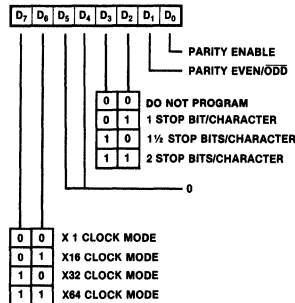 D7 D6 D5 D4 D3 D2 D1 D0
PARITY ENABLE
PARITY EVEN/ODD
0 0 DO NOT PROGRAM
0 1 1 STOP BIT/CHARACTER
1 0 1½ STOP BITS/CHARACTER
1 1 2 STOP BITS/CHARACTER
0
0 0 X 1 CLOCK MODE
0 1 X16 CLOCK MODE
1 0 X32 CLOCK MODE
1 1 X64 CLOCK MODE